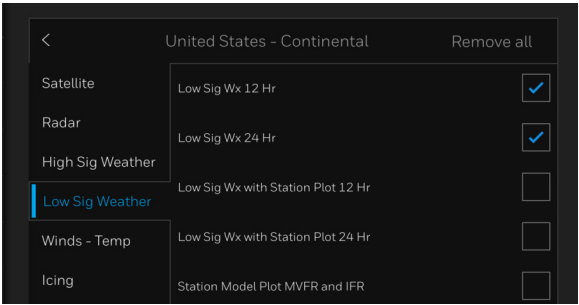 United States - Continental
Remove all
Satellite
Radar
High Sig Weather
Low Sig Weather
Winds - Temp
Icing
Low Sig Wx 12 Hr
Low Sig Wx 24 Hr
Low Sig Wx with Station Plot 12 Hr
Low Sig Wx with Station Plot 24 Hr
Station Model Plot MVFR and IFR